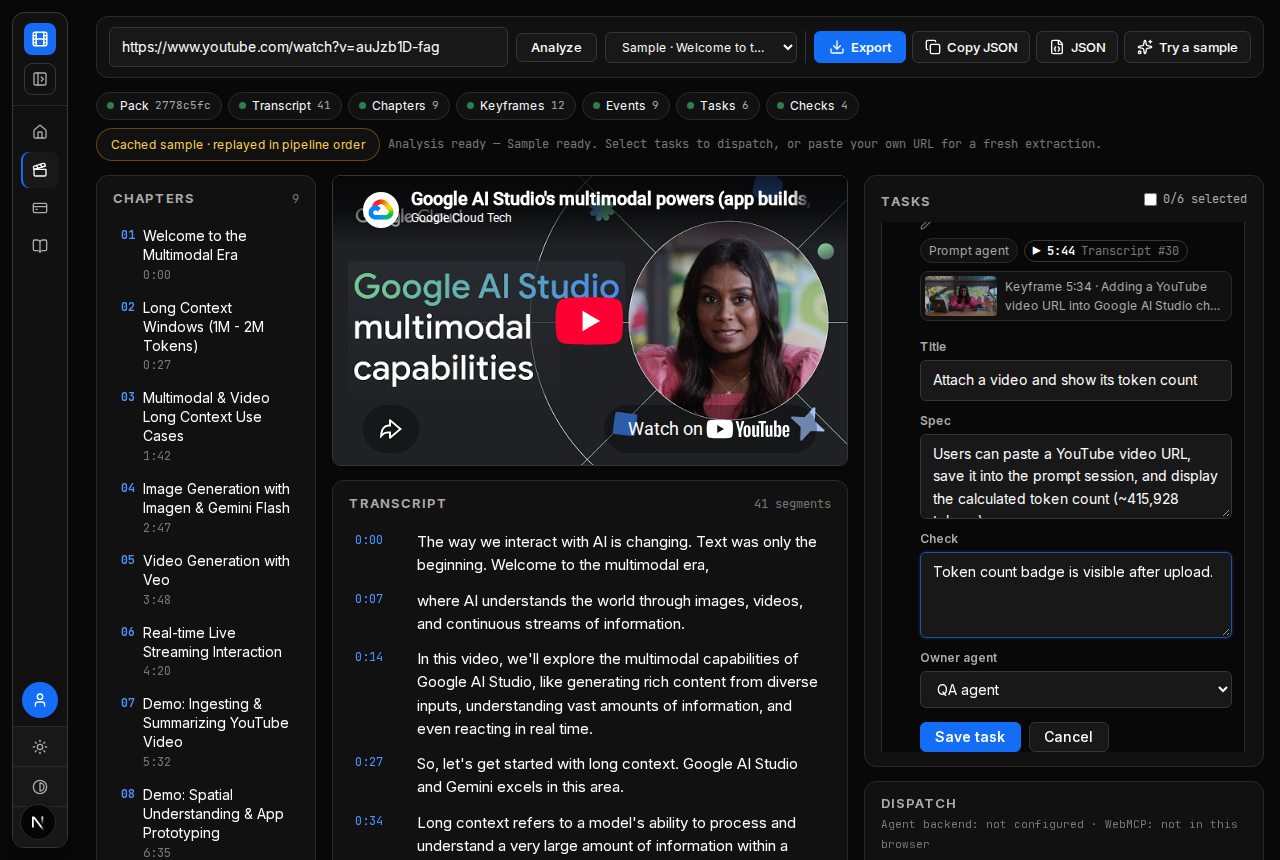 https://www.youtube.com/watch?v=auJzb1D-fag
Analyze
Sample · Welcome to t...
Export
Copy JSON
JSON
Try a sample
Pack 2778c5fc
Transcript 41
Chapters 9
Keyframes 12
Events 9
Tasks 6
Checks 4
Cached sample · replayed in pipeline order
Analysis ready — Sample ready. Select tasks to dispatch, or paste your own URL for a fresh extraction.
CHAPTERS 9
01 Welcome to the
Multimodal Era
0:00
02 Long Context
Windows (1M - 2M
Tokens)
0:27
03 Multimodal & Video
Long Context Use
Cases
1:42
04 Image Generation with
Imagen & Gemini Flash
2:47
05 Video Generation with
Veo
3:48
06 Real-time Live
Streaming Interaction
4:20
07 Demo: Ingesting &
Summarizing YouTube
Video
5:32
08 Demo: Spatial
Understanding & App
Prototyping
6:35
Google AI Studio's multimodal powers (app builds,
Google Cloud
Google Cloud Tech
Google AI Studio
multimodal
capabilities
Watch on YouTube
TRANSCRIPT 41 segments
0:00 The way we interact with AI is changing. Text was only the
beginning. Welcome to the multimodal era,
0:07 where AI understands the world through images, videos,
and continuous streams of information.
0:14 In this video, we'll explore the multimodal capabilities of
Google AI Studio, like generating rich content from diverse
inputs, understanding vast amounts of information, and
even reacting in real time.
0:27 So, let's get started with long context. Google AI Studio
and Gemini excels in this area.
0:34 Long context refers to a model's ability to process and
understand a very large amount of information within a
TASKS 0/6 selected
Prompt agent
5:44 Transcript #30
Keyframe 5:34 · Adding a YouTube
video URL into Google AI Studio ch...
Title
Attach a video and show its token count
Spec
Users can paste a YouTube video URL,
save it into the prompt session, and display
the calculated token count (~415,928
Check
Token count badge is visible after upload.
Owner agent
QA agent
Save task
Cancel
DISPATCH
Agent backend: not configured · WebMCP: not in this
browser
N